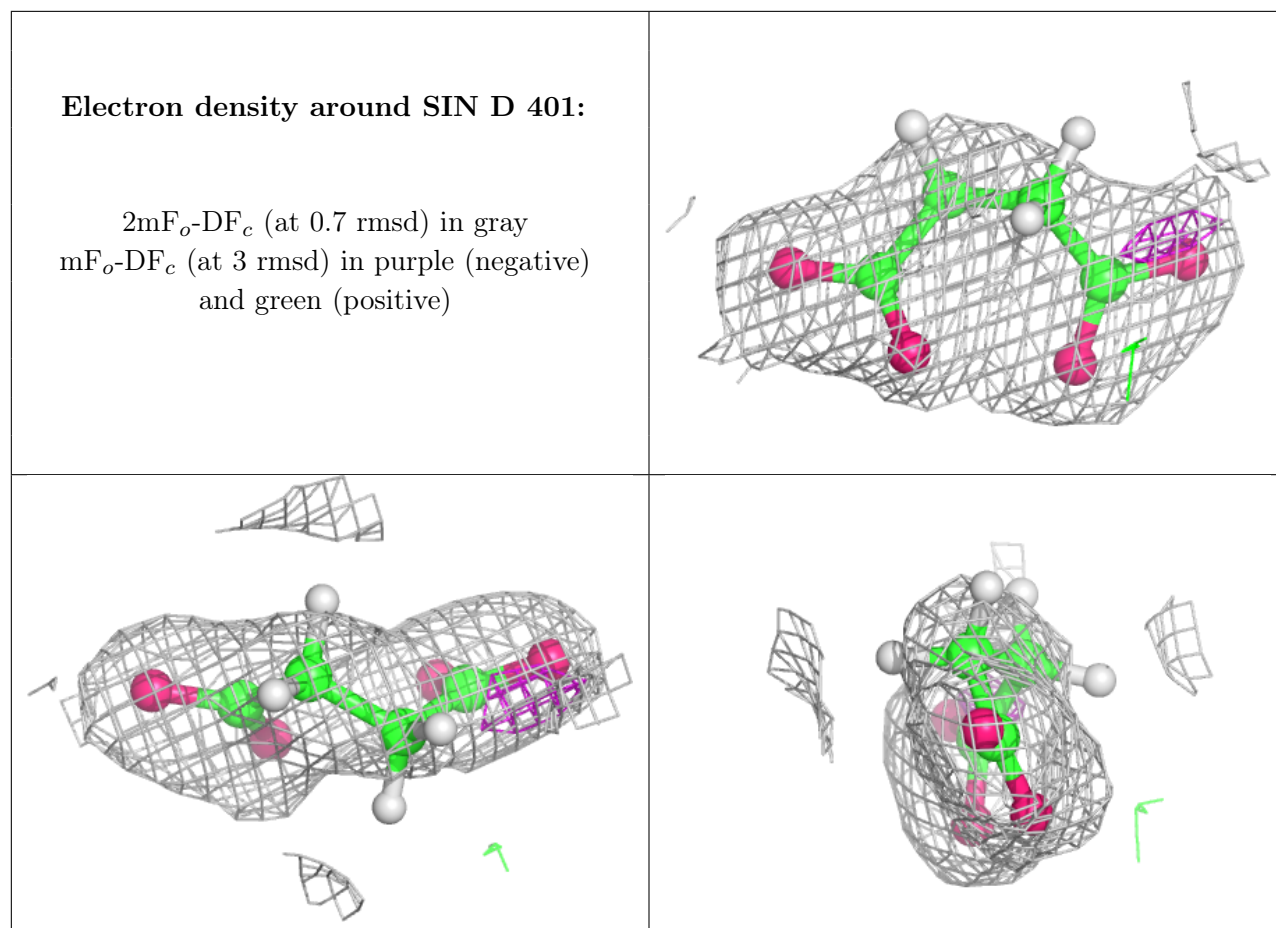 Electron density around SIN D 401:
2mFo-DFc (at 0.7 rmsd) in gray
mFo-DFc (at 3 rmsd) in purple (negative)
and green (positive)